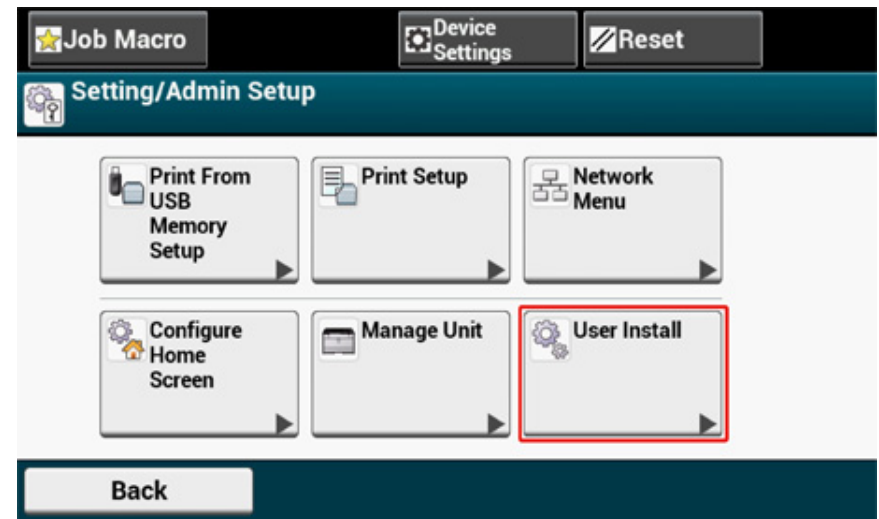 Job Macro
Device
Settings
Reset
Setting/Admin Setup
Print From
USB
Memory
Setup
Print Setup
Network
Menu
Configure
Home
Screen
Manage Unit
User Install
Back